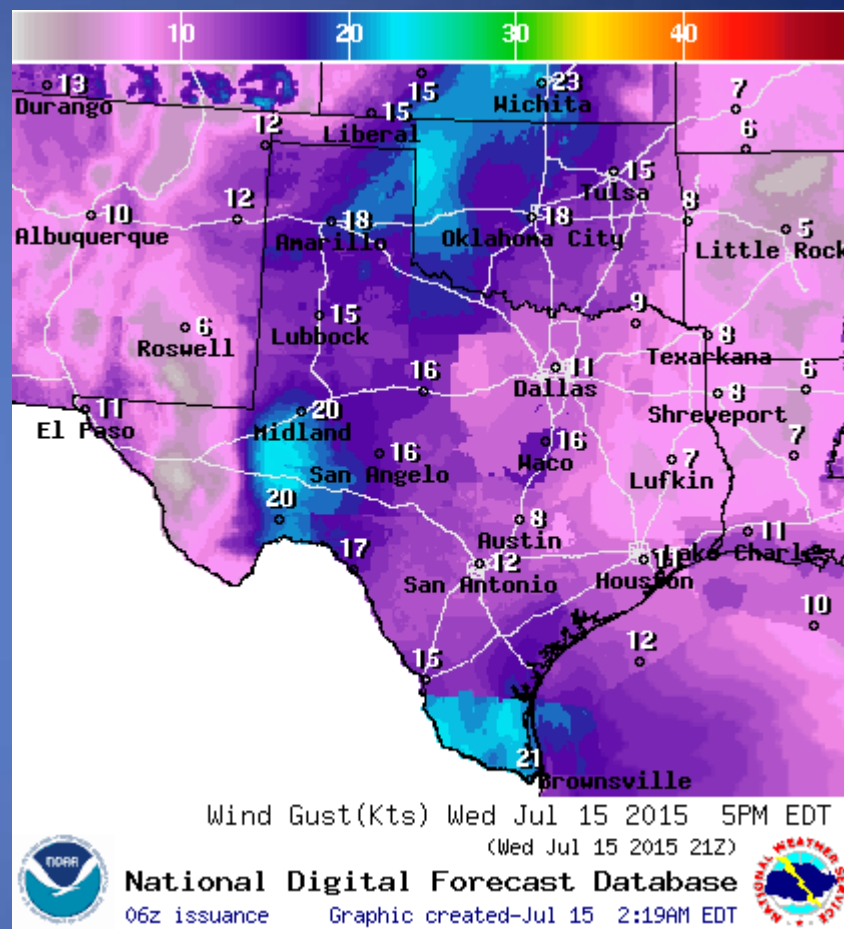 10 20 30 40
13 Durango
15
23 Wichita
7
15 Liberal
12
6
15 Tulsa
10 Albuquerque
12
18 Amarillo
18 Oklahoma City
8
5 Little Rock
6 Roswell
15 Lubbock
9
8 Texarkana
11 Dallas
16
6
8 Shreveport
11 El Paso
20 Midland
16 San Angelo
16 Waco
7 Lufkin
7
20
8 Austin
11
Lake Charles
17
12 San Antonio
11 Houston
10
12
15
21 Brownsville
Wind Gust(Kts) Wed Jul 15 2015 5PM EDT
(Wed Jul 15 2015 21Z)
NOAA
National Digital Forecast Database
06z issuance Graphic created-Jul 15 2:19AM EDT
NATIONAL WEATHER SERVICE